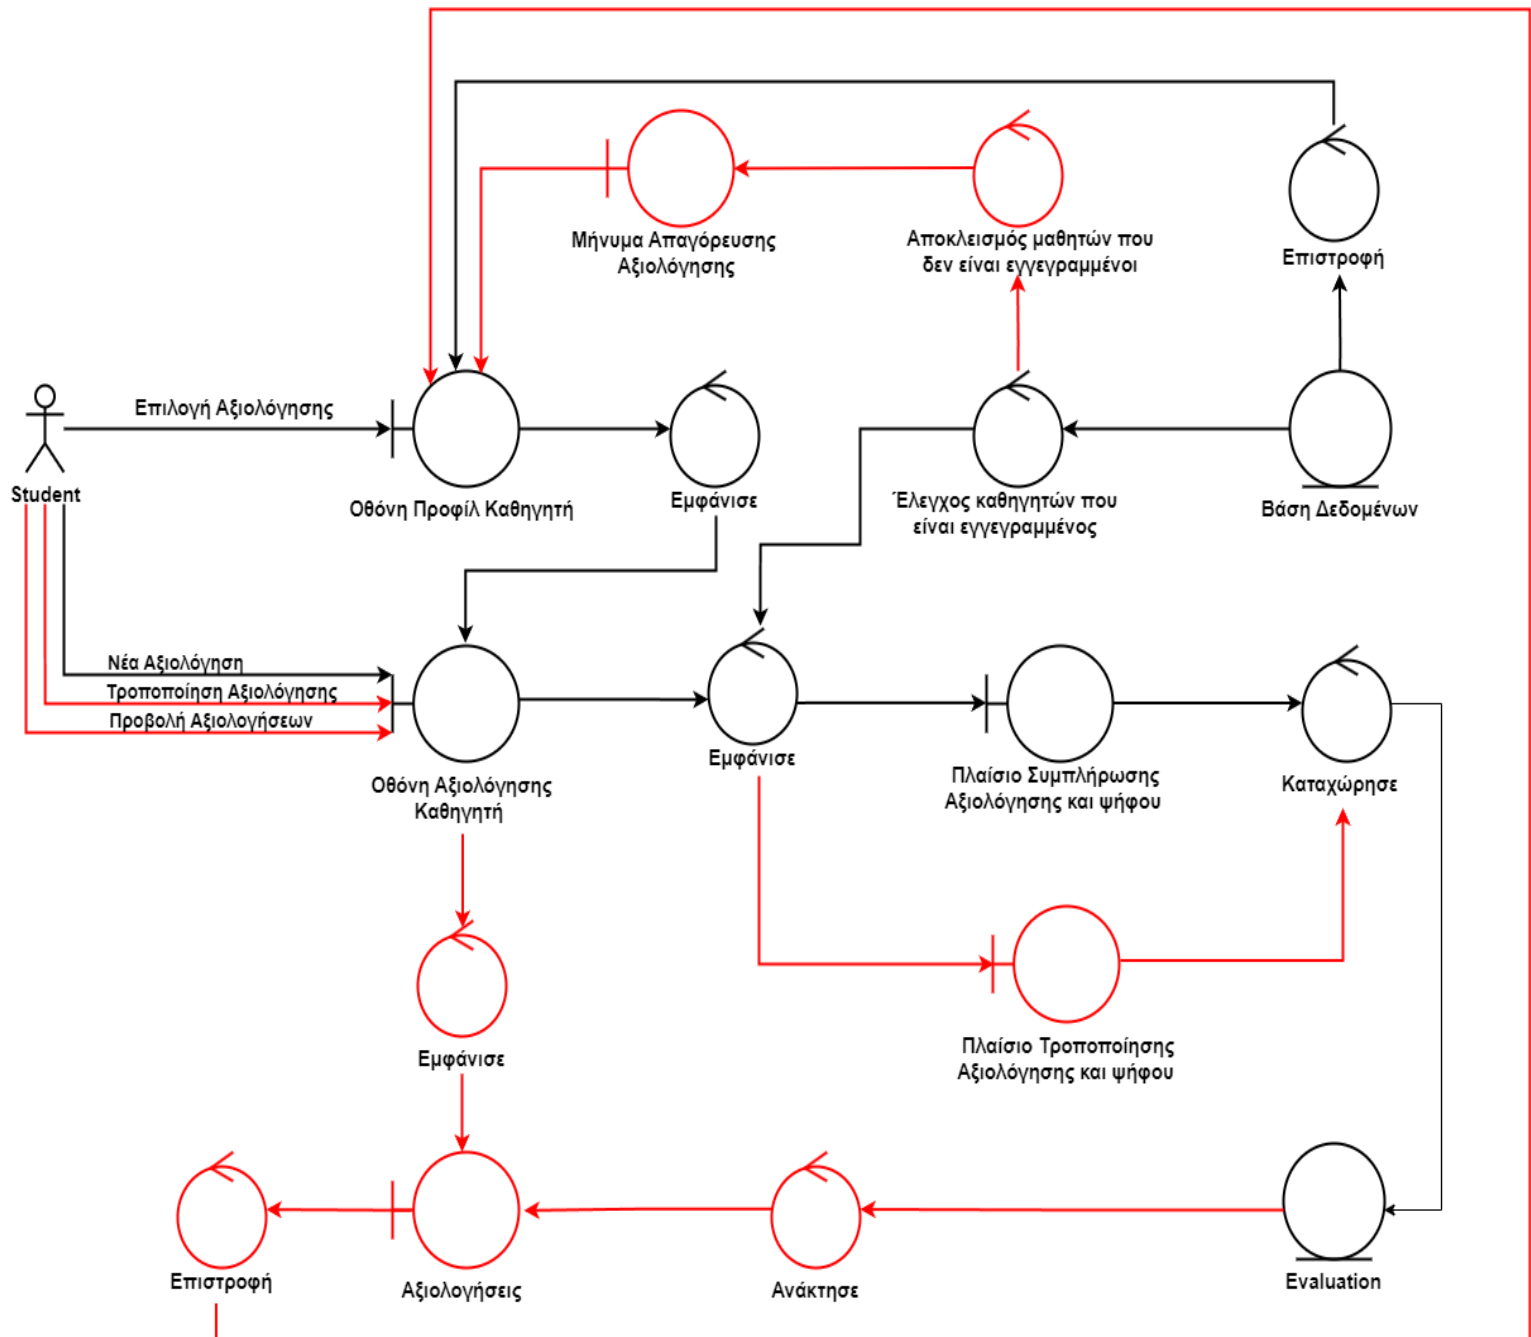 Μήνυμα Απαγόρευσης
Αξιολόγησης
Αποκλεισμός μαθητών που
δεν είναι εγγεγραμμένοι
Επιστροφή
Επιλογή Αξιολόγησης
Student
Οθόνη Προφίλ Καθηγητή
Εμφάνισε
Έλεγχος καθηγητών που
είναι εγγεγραμμένος
Βάση Δεδομένων
Νέα Αξιολόγηση
Τροποποίηση Αξιολόγησης
Προβολή Αξιολογήσεων
Οθόνη Αξιολόγησης
Καθηγητή
Εμφάνισε
Πλαίσιο Συμπλήρωσης
Αξιολόγησης και ψήφου
Καταχώρησε
Εμφάνισε
Πλαίσιο Τροποποίησης
Αξιολόγησης και ψήφου
Επιστροφή
Αξιολογήσεις
Ανάκτησε
Evaluation